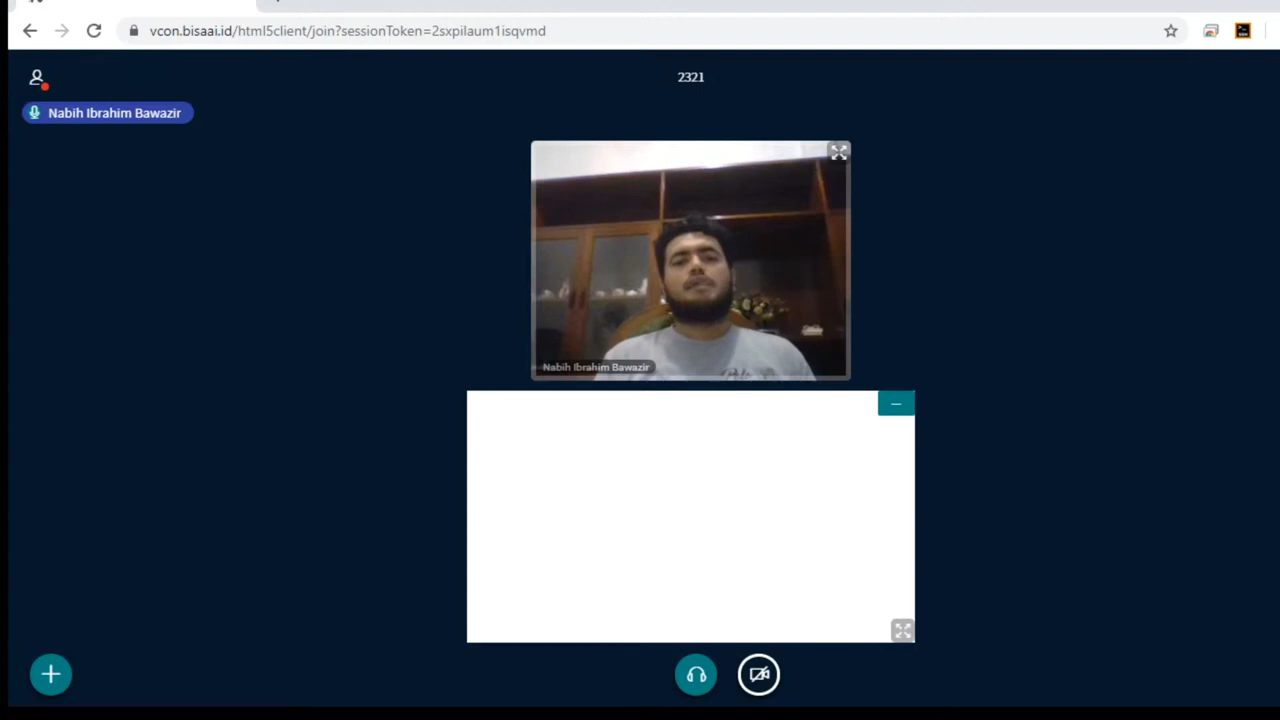 vcon.bisaai.id/html5client/join?sessionToken=2sxpilaum1isqvmd
2321
Nabih Ibrahim Bawazir
Nabih Ibrahim Bawazir